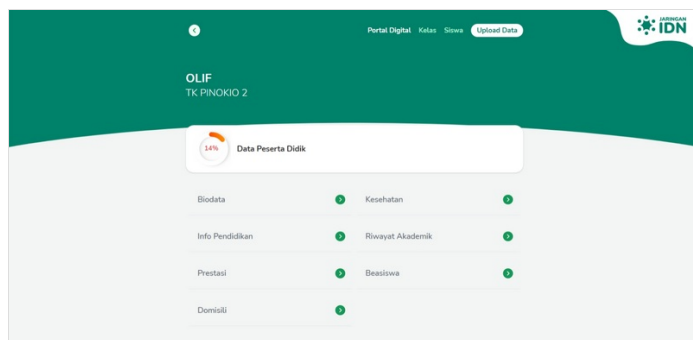 Portal Digital Kelas Siswa Upload Data
JARINGAN
IDN
OLIF
TK PINOKIO 2
14% Data Peserta Didik
Biodata Kesehatan
Info Pendidikan Riwayat Akademik
Prestasi Beasiswa
Domisili